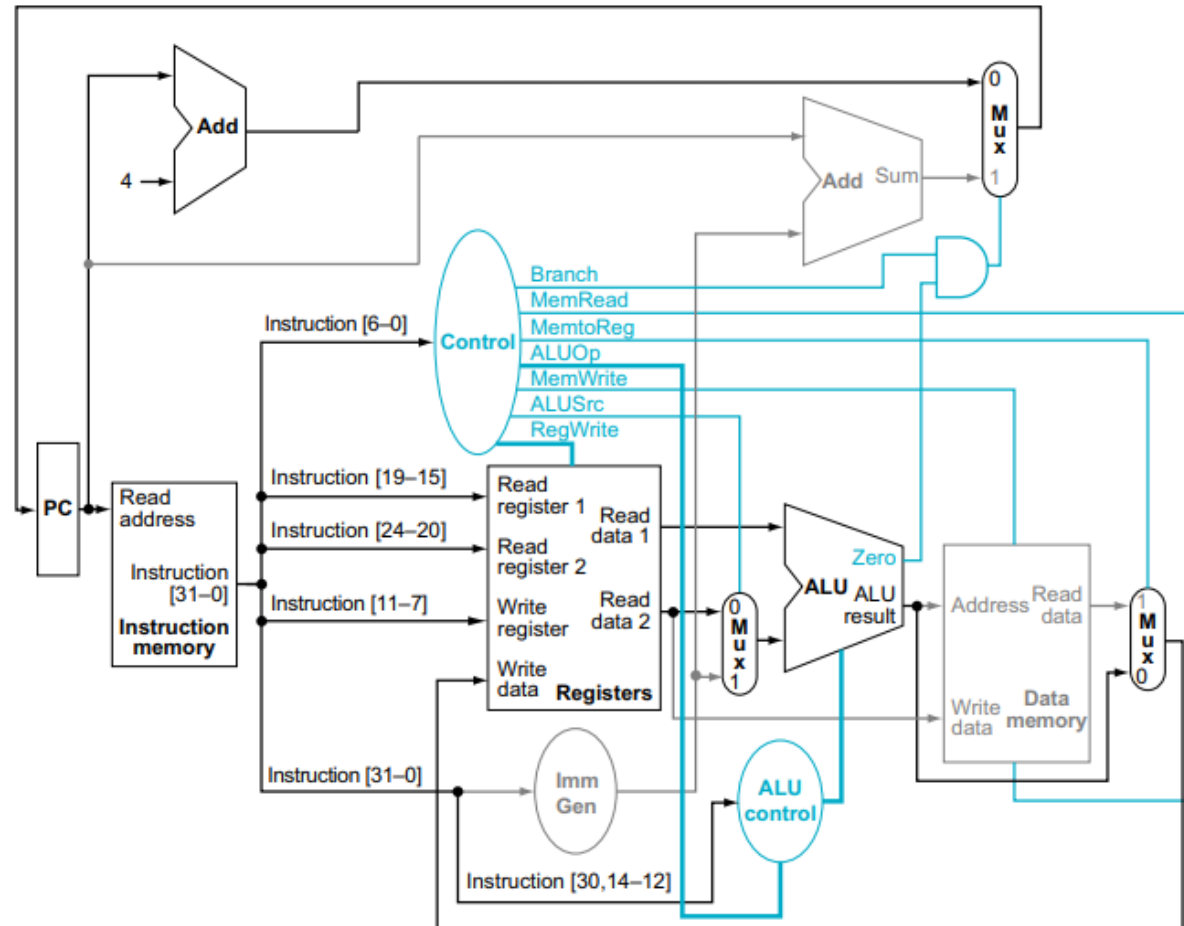 Add
4
Add Sum
0
M
u
x
1
Branch
MemRead
MemtoReg
ALUOp
MemWrite
ALUSrc
RegWrite
Control
Instruction [6–0]
Instruction [19–15]
Instruction [24–20]
Instruction [11–7]
Instruction [31–0]
Instruction [30,14–12]
PC
Read
address
Instruction
[31–0]
Instruction
memory
Read
register 1
Read
register 2
Write
register
Write
data
Read
data 1
Read
data 2
Registers
0
M
u
x
1
Zero
ALU
ALU
result
Address
Read
data
Write
data
Data
memory
1
M
u
x
0
Imm
Gen
ALU
control